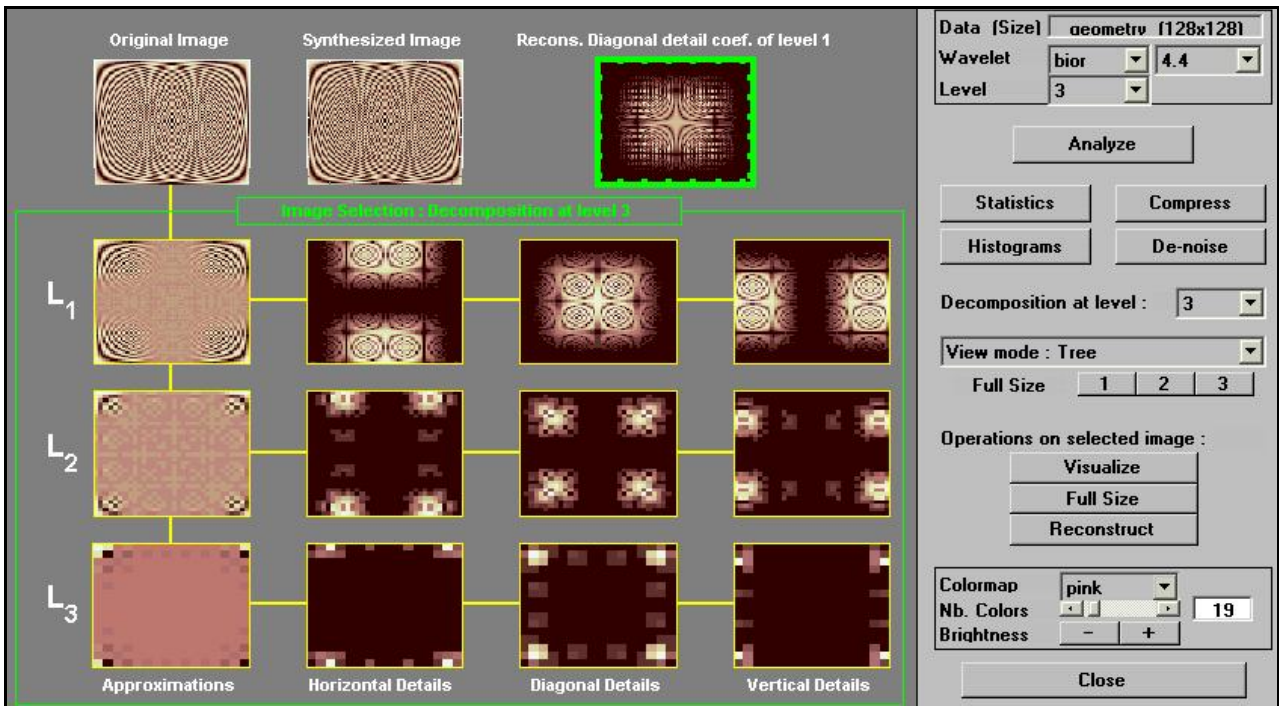 Original Image
Synthesized Image
Recons. Diagonal detail coef. of level 1
Image Selection : Decomposition at level 3
L1
L2
L3
Approximations
Horizontal Details
Diagonal Details
Vertical Details
Data (Size) geometry (128x128)
Wavelet bior 4.4
Level 3
Analyze
Statistics Compress
Histograms De-noise
Decomposition at level : 3
View mode : Tree
Full Size 1 2 3
Operations on selected image :
Visualize
Full Size
Reconstruct
Colormap pink
Nb. Colors 19
Brightness - +
Close